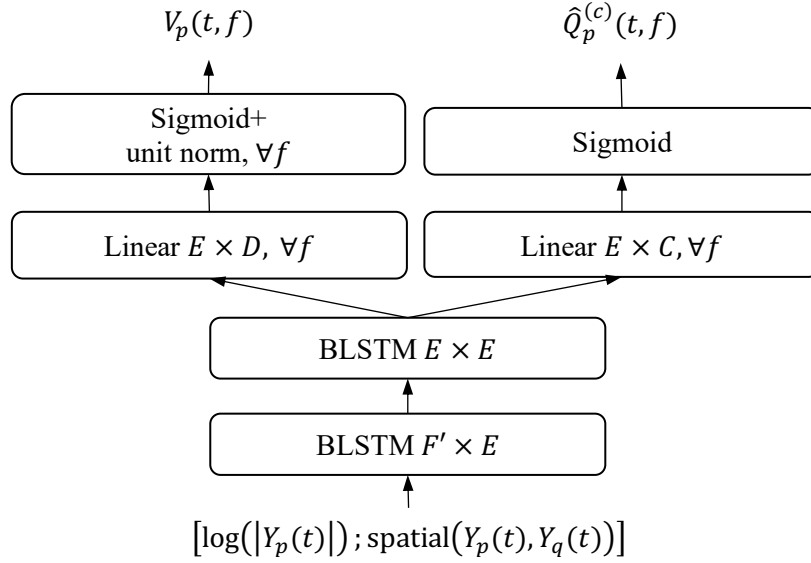 V_p(t, f)
Q̂_p^(c)(t, f)
Sigmoid+
unit norm, ∀f
Sigmoid
Linear E × D, ∀f
Linear E × C, ∀f
BLSTM E × E
BLSTM F′ × E
[log(|Y_p(t)|) ; spatial(Y_p(t), Y_q(t))]